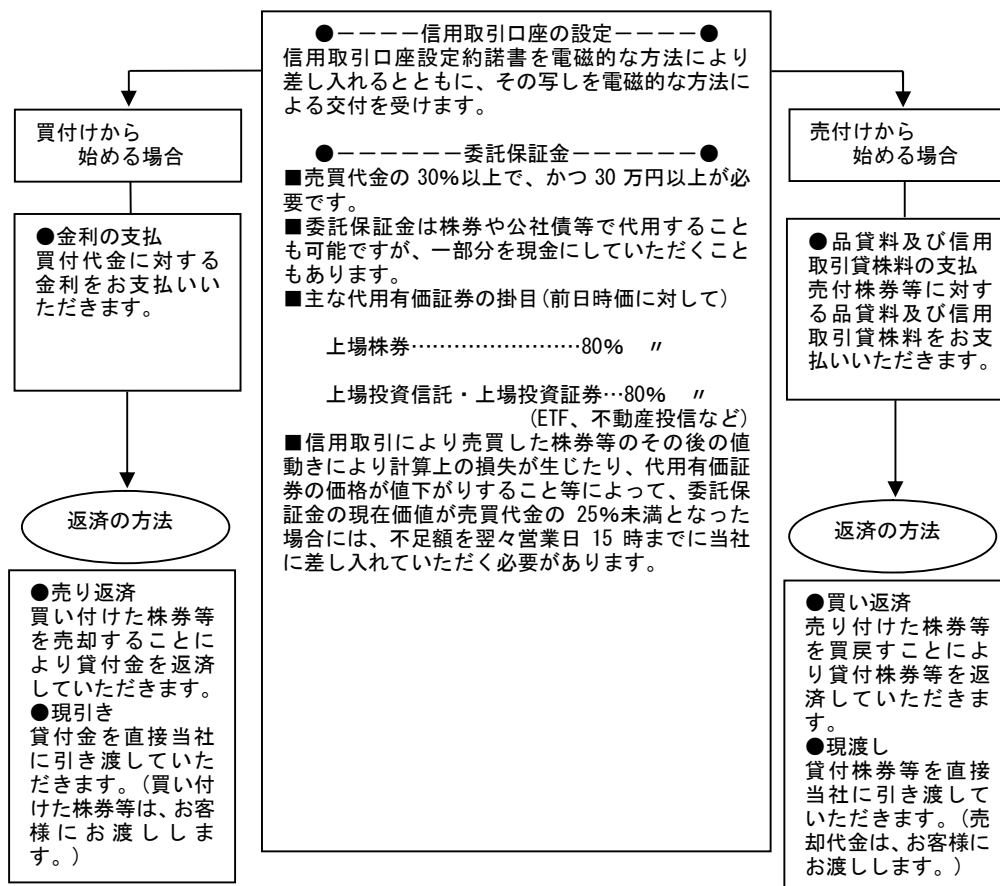 ●－－－－信用取引口座の設定－－－－●
信用取引口座設定約諾書を電磁的な方法により
差し入れるとともに、その写しを電磁的な方法に
よる交付を受けます。
●－－－－－－委託保証金－－－－－－●
■売買代金の 30%以上で、かつ 30 万円以上が必
要です。
■委託保証金は株券や公社債等で代用すること
も可能ですが、一部分を現金にしていただくこと
もあります。
■主な代用有価証券の掛目(前日時価に対して)
上場株券……………………80%　〃
上場投資信託・上場投資証券…80%　〃
(ETF、不動産投信など)
■信用取引により売買した株券等のその後の値
動きにより計算上の損失が生じたり、代用有価証
券の価格が値下がりすること等によって、委託保
証金の現在価値が売買代金の 25%未満となった
場合には、不足額を翌々営業日 15 時までに当社
に差し入れていただく必要があります。
買付けから
始める場合
●金利の支払
買付代金に対する
金利をお支払いい
ただきます。
返済の方法
●売り返済
買い付けた株券等
を売却することに
より貸付金を返済
していただきます。
●現引き
貸付金を直接当社
に引き渡していた
だきます。(買い付
けた株券等は、お客
様にお渡ししま
す。)
売付けから
始める場合
●品貸料及び信用
取引貸株料の支払
売付株券等に対す
る品貸料及び信用
取引貸株料をお支
払いいただきます。
返済の方法
●買い返済
売り付けた株券等
を買戻すことによ
り貸付株券等を返
済していただきま
す。
●現渡し
貸付株券等を直接
当社に引き渡して
いただきます。(売
却代金は、お客様に
お渡しします。)